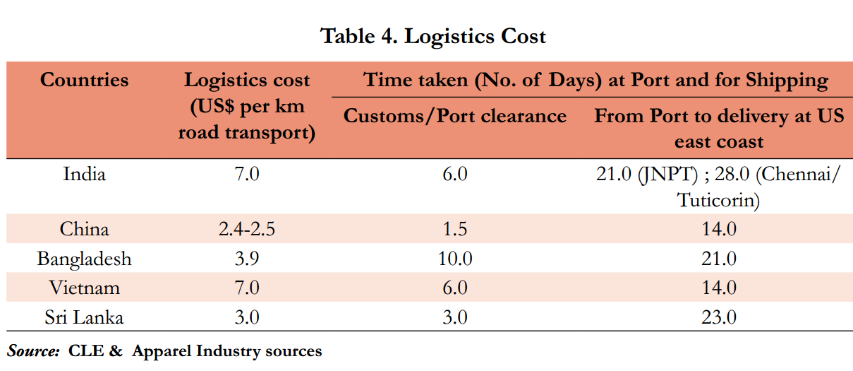 Table 4. Logistics Cost
Countries Logistics cost (US$ per km road transport) Time taken (No. of Days) at Port and for Shipping
Customs/Port clearance From Port to delivery at US east coast
India 7.0 6.0 21.0 (JNPT) ; 28.0 (Chennai/
Tuticorin)
China 2.4-2.5 1.5 14.0
Bangladesh 3.9 10.0 21.0
Vietnam 7.0 6.0 14.0
Sri Lanka 3.0 3.0 23.0
Source: CLE & Apparel Industry sources